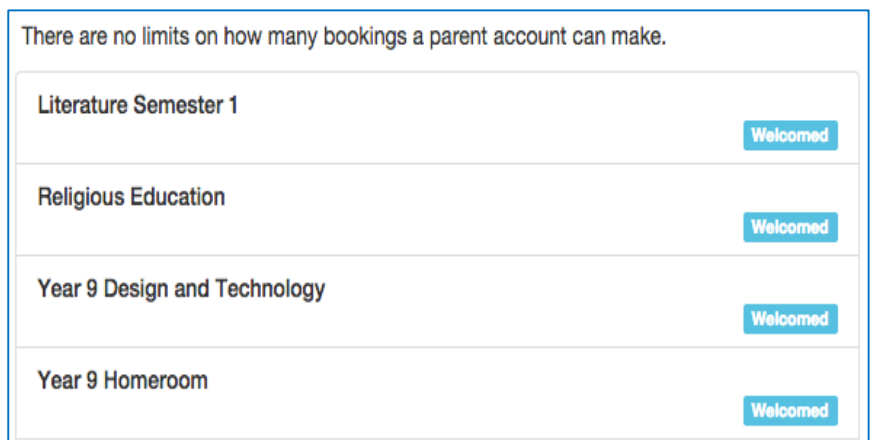 There are no limits on how many bookings a parent account can make.
Literature Semester 1
Welcomed
Religious Education
Welcomed
Year 9 Design and Technology
Welcomed
Year 9 Homeroom
Welcomed